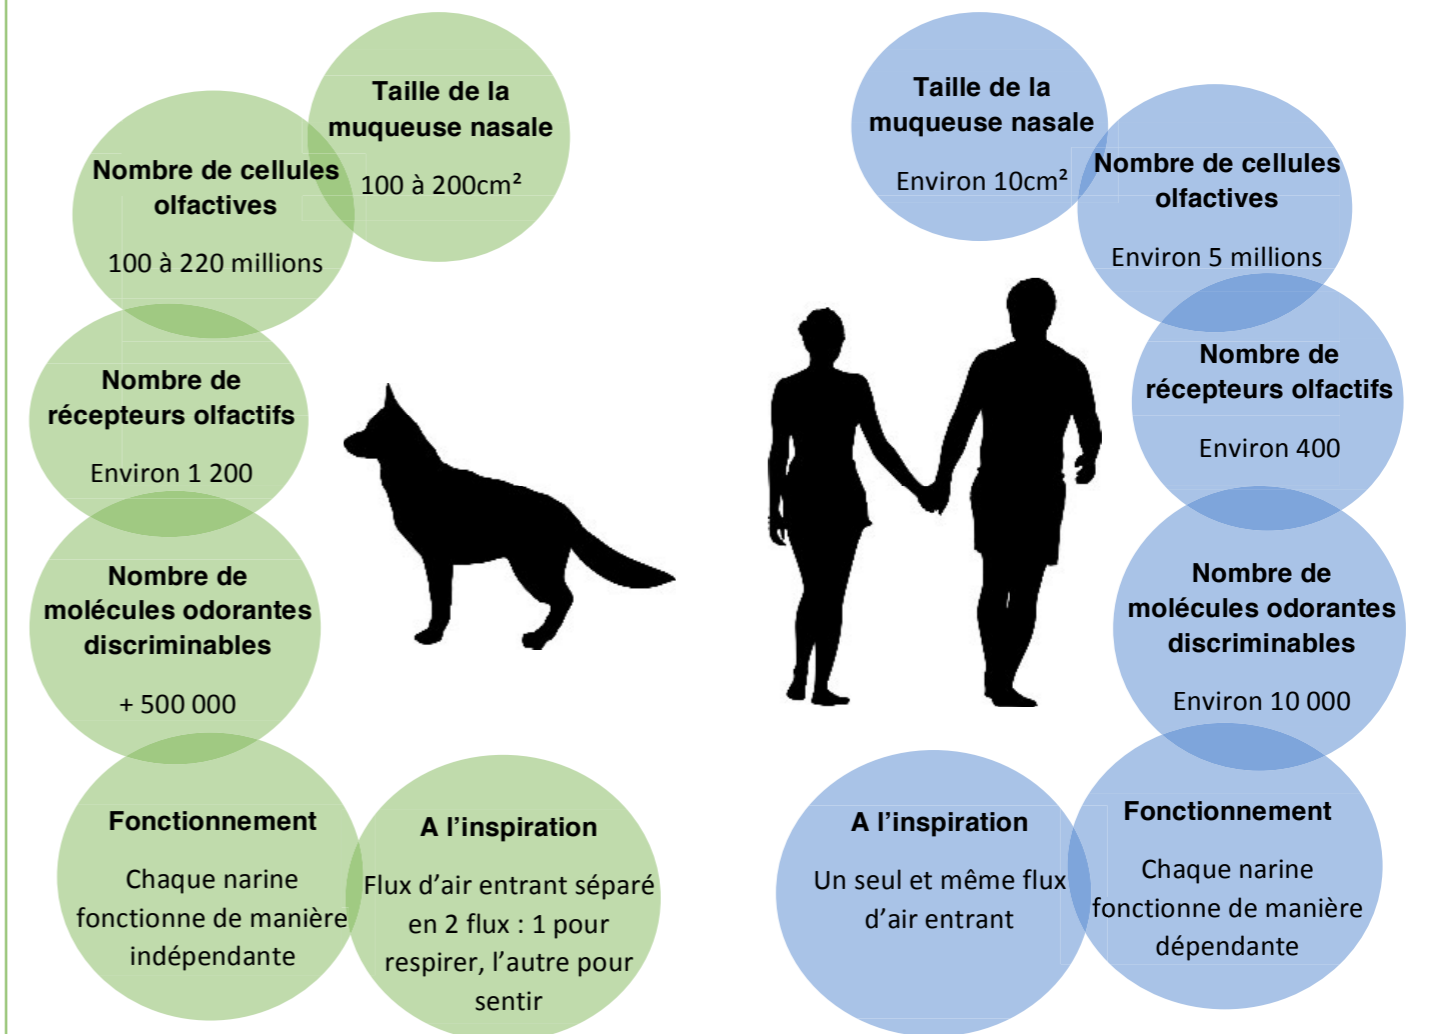 Taille de la
muqueuse nasale
100 à 200cm²
Nombre de cellules
olfactives
100 à 220 millions
Nombre de
récepteurs olfactifs
Environ 1 200
Nombre de
molécules odorantes
discriminables
+ 500 000
Fonctionnement
Chaque narine
fonctionne de manière
indépendante
A l’inspiration
Flux d’air entrant séparé
en 2 flux : 1 pour
respirer, l’autre pour
sentir
Taille de la
muqueuse nasale
Environ 10cm²
Nombre de cellules
olfactives
Environ 5 millions
Nombre de
récepteurs olfactifs
Environ 400
Nombre de
molécules odorantes
discriminables
Environ 10 000
Fonctionnement
Chaque narine
fonctionne de manière
dépendante
A l’inspiration
Un seul et même flux
d’air entrant